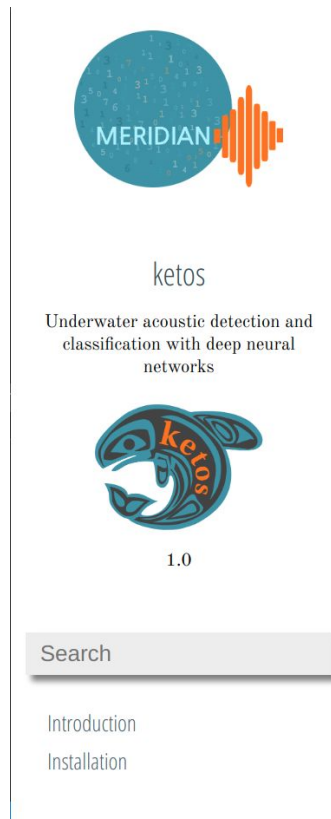 MERIDIAN
ketos
Underwater acoustic detection and
classification with deep neural
networks
ketos
1.0
Search
Introduction
Installation